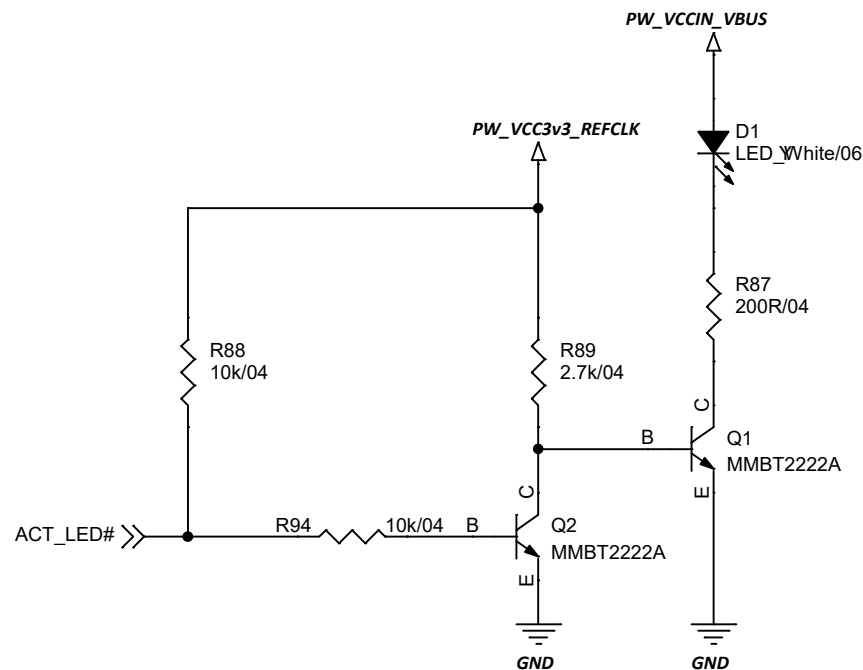 PW_VCCIN_VBUS
PW_VCC3v3_REFCLK
D1
LED_White/06
R87
200R/04
R88
10k/04
R89
2.7k/04
C
B
Q1
MMBT2222A
E
ACT_LED#
R94
10k/04
B
C
Q2
MMBT2222A
E
GND
GND